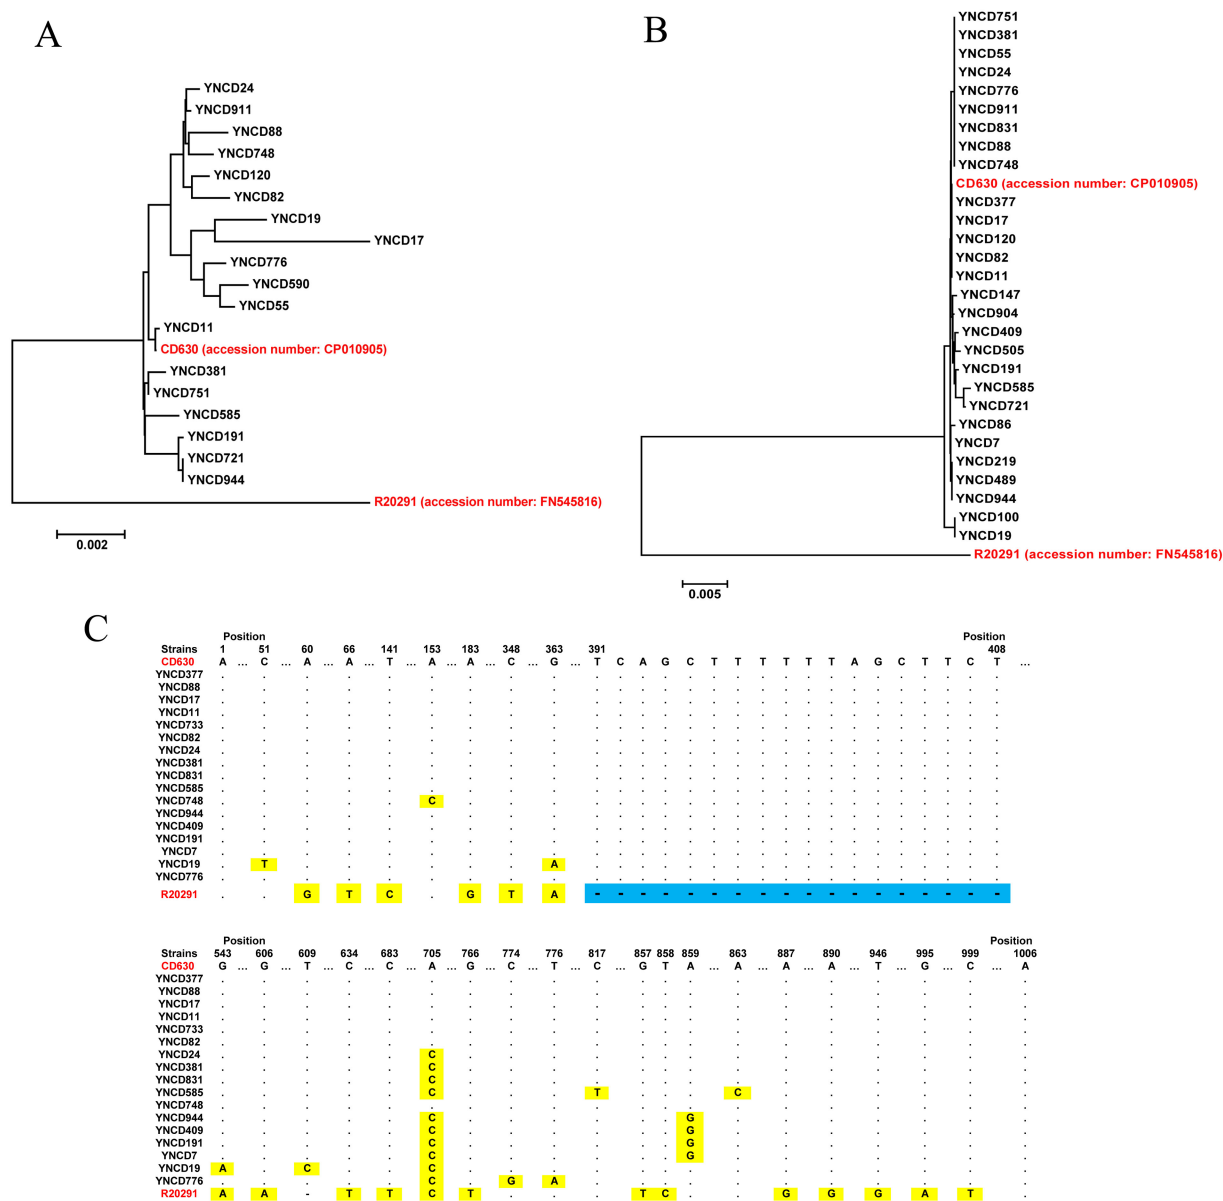 A
YNCD24
YNCD911
YNCD88
YNCD748
YNCD120
YNCD82
YNCD19
YNCD17
YNCD776
YNCD590
YNCD55
YNCD11
CD630 (accession number: CP010905)
YNCD381
YNCD751
YNCD585
YNCD191
YNCD721
YNCD944
R20291 (accession number: FN545816)
0.002
B
YNCD751
YNCD381
YNCD55
YNCD24
YNCD776
YNCD911
YNCD831
YNCD88
YNCD748
CD630 (accession number: CP010905)
YNCD377
YNCD17
YNCD120
YNCD82
YNCD11
YNCD147
YNCD904
YNCD409
YNCD505
YNCD191
YNCD585
YNCD721
YNCD86
YNCD7
YNCD219
YNCD489
YNCD944
YNCD100
YNCD19
R20291 (accession number: FN545816)
0.005
C
Position Position
Strains 1 51 60 66 141 153 183 348 363 391 408
CD630 A ... C ... A ... A ... T ... A ... A ... C ... G ... T C A G C T T T T T T A G C T T C T ...
YNCD377 . . . . . . . . . . . . . . . . . . . . . . . . . . .
YNCD88 . . . . . . . . . . . . . . . . . . . . . . . . . . .
YNCD17 . . . . . . . . . . . . . . . . . . . . . . . . . . .
YNCD11 . . . . . . . . . . . . . . . . . . . . . . . . . . .
YNCD733 . . . . . . . . . . . . . . . . . . . . . . . . . . .
YNCD82 . . . . . . . . . . . . . . . . . . . . . . . . . . .
YNCD24 . . . . . . . . . . . . . . . . . . . . . . . . . . .
YNCD381 . . . . . . . . . . . . . . . . . . . . . . . . . . .
YNCD831 . . . . . . . . . . . . . . . . . . . . . . . . . . .
YNCD585 . . . . . . . . . . . . . . . . . . . . . . . . . . .
YNCD748 . . . . . C . . . . . . . . . . . . . . . . . . . . .
YNCD944 . . . . . . . . . . . . . . . . . . . . . . . . . . .
YNCD409 . . . . . . . . . . . . . . . . . . . . . . . . . . .
YNCD191 . . . . . . . . . . . . . . . . . . . . . . . . . . .
YNCD7 . . . . . . . . . . . . . . . . . . . . . . . . . . .
YNCD19 . T . . . . . . A . . . . . . . . . . . . . . . . . .
YNCD776 . . . . . . . . . . . . . . . . . . . . . . . . . . .
R20291 . . G T C . G T A - - - - - - - - - - - - - - - - - -
Position Position
Strains 543 606 609 634 683 705 766 774 776 817 857 858 859 863 887 890 946 995 999 1006
CD630 G ... G ... T ... C ... C ... A ... G ... C ... T ... C ... G T A ... A ... A ... A ... T ... G ... C ... A
YNCD377 . . . . . . . . . . . . . . . . . . . .
YNCD88 . . . . . . . . . . . . . . . . . . . .
YNCD17 . . . . . . . . . . . . . . . . . . . .
YNCD11 . . . . . . . . . . . . . . . . . . . .
YNCD733 . . . . . . . . . . . . . . . . . . . .
YNCD82 . . . . . . . . . . . . . . . . . . . .
YNCD24 . . . . . C . . . . . . . . . . . . . .
YNCD381 . . . . . C . . . . . . . . . . . . . .
YNCD831 . . . . . C . . . . . . . . . . . . . .
YNCD585 . . . . . C . . . T . . . C . . . . . .
YNCD748 . . . . . . . . . . . . . . . . . . . .
YNCD944 . . . . . C . . . . . . G . . . . . . .
YNCD409 . . . . . C . . . . . . G . . . . . . .
YNCD191 . . . . . C . . . . . . G . . . . . . .
YNCD7 . . . . . C . . . . . . G . . . . . . .
YNCD19 A . C . . C . . . . . . . . . . . . . .
YNCD776 . . . . . C . G A . . . . . . . . . . .
R20291 A A - T T C T . . . T C . . G G G A T .